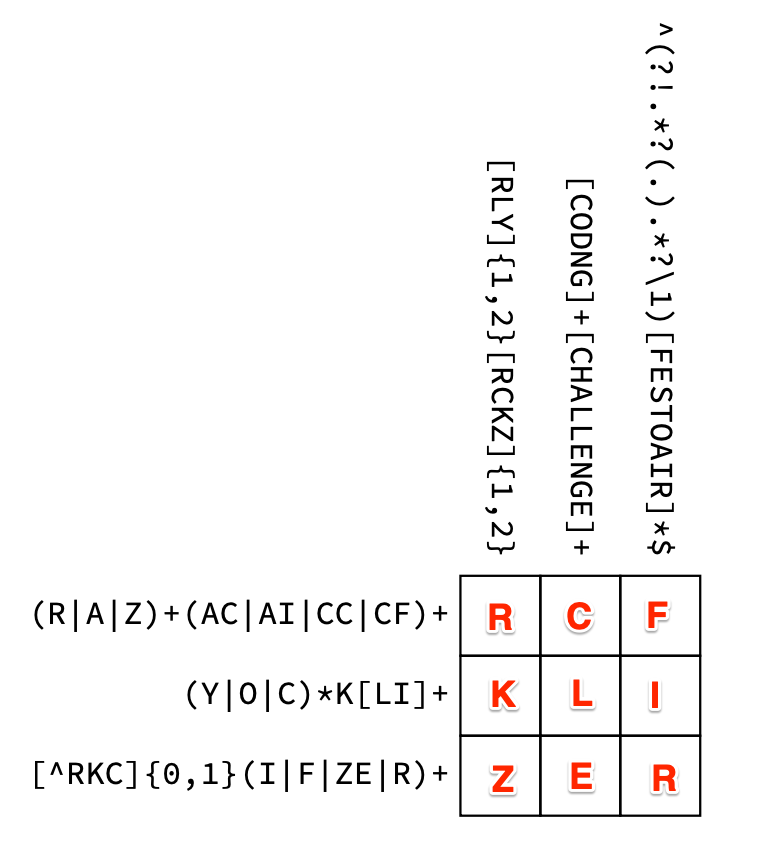 ^(?!.*?(.).*?\1)[FESTOAIR]*$
[RLY]{1,2}[RCKZ]{1,2}
[CODNG]+[CHALLENGE]+
(R|A|Z)+(AC|AI|CC|CF)+ R C F
(Y|O|C)*K[LI]+ K L I
[^RKC]{0,1}(I|F|ZE|R)+ Z E R